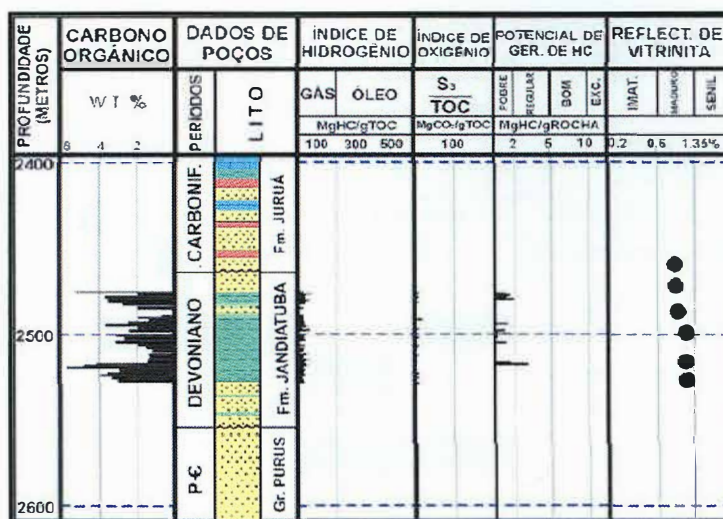 PROFUNDIDADE
(METROS)
CARBONO
ORGÁNICO
WT %
6 4 2
DADOS DE
POÇOS
PERÍODOS
LITO
ÍNDICE DE
HIDROGÊNIO
GÁS ÓLEO
MgHC/gTOC
100 300 500
ÍNDICE DE
OXIGÊNIO
S3
TOC
MgCO2/gTOC
100
POTENCIAL DE
GER. DE HC
POBRE
REGULAR
BOM
EXC.
MgHC/gROCHA
2 5 10
REFLECT. DE
VITRINITA
IMAT.
MADURO
SENIL
0.2 0.6 1.35%
2400
2500
2600
CARBONIF.
DEVONIANO
P-Є
Fm. JURUÁ
Fm. JANDIATUBA
Gr. PURUS